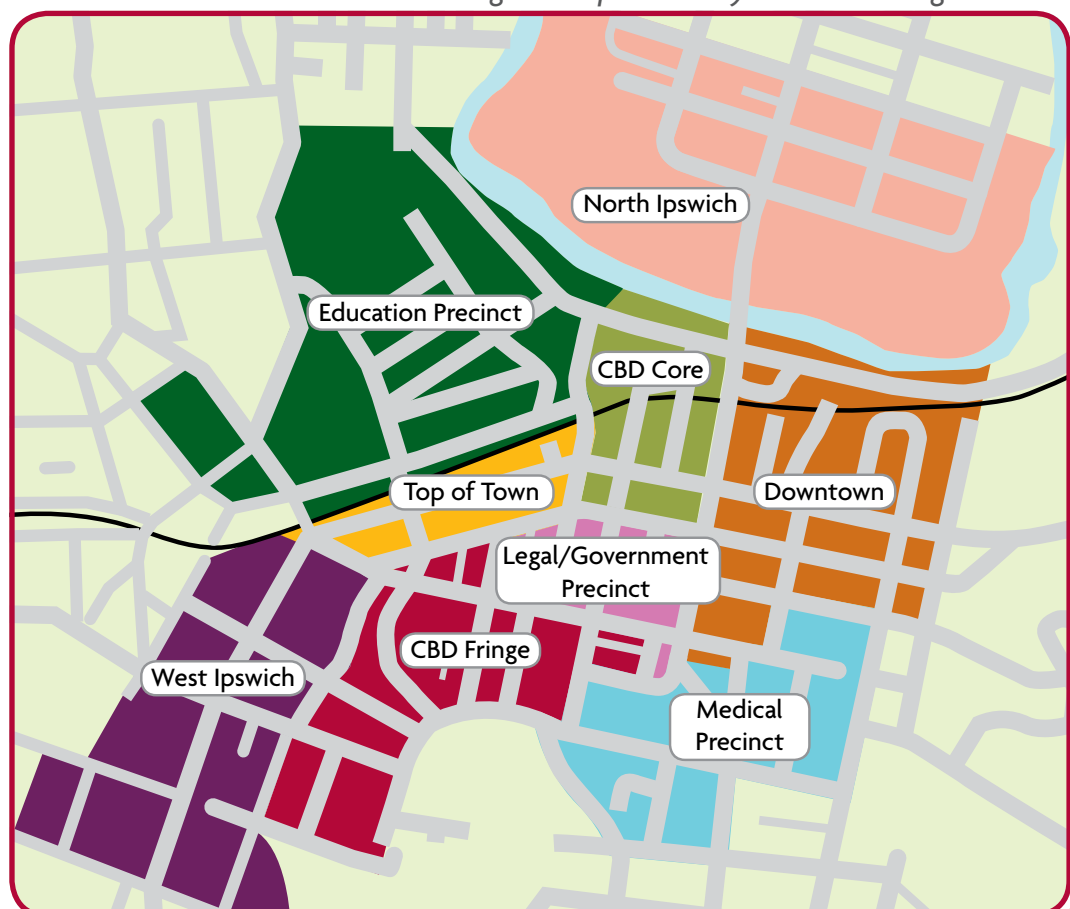 North Ipswich
Education Precinct
CBD Core
Top of Town
Downtown
Legal/Government
Precinct
CBD Fringe
West Ipswich
Medical
Precinct